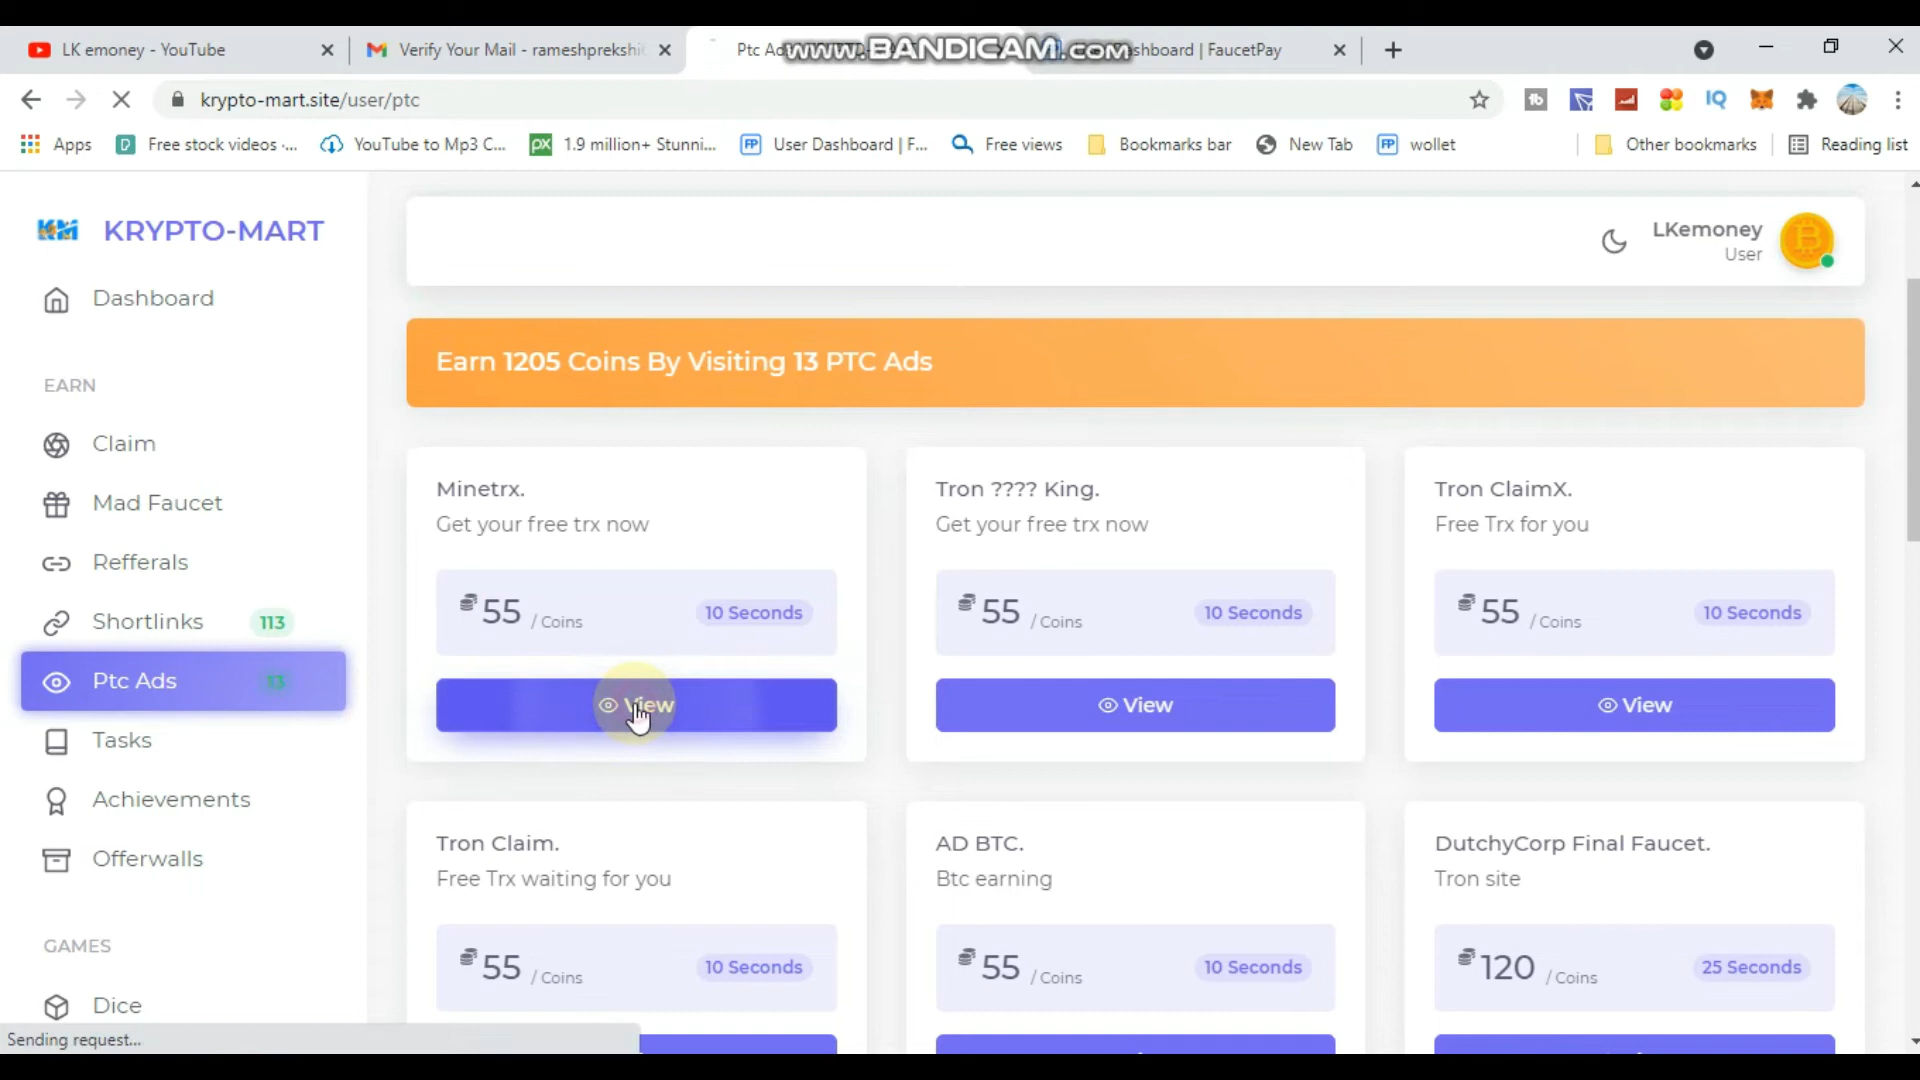 LK emoney - YouTube
Verify Your Mail - rameshprekshi
Ptc Ad
www.BANDICAM.com
shboard | FaucetPay
krypto-mart.site/user/ptc
Apps
Free stock videos -...
YouTube to Mp3 C...
1.9 million+ Stunni...
User Dashboard | F...
Free views
Bookmarks bar
New Tab
wollet
Other bookmarks
Reading list
KRYPTO-MART
LKemoney
User
Dashboard
EARN
Claim
Mad Faucet
Refferals
Shortlinks 113
Ptc Ads 13
Tasks
Achievements
Offerwalls
GAMES
Dice
Earn 1205 Coins By Visiting 13 PTC Ads
Minetrx.
Get your free trx now
55 / Coins 10 Seconds
View
Tron ???? King.
Get your free trx now
55 / Coins 10 Seconds
View
Tron ClaimX.
Free Trx for you
55 / Coins 10 Seconds
View
Tron Claim.
Free Trx waiting for you
55 / Coins 10 Seconds
AD BTC.
Btc earning
55 / Coins 10 Seconds
DutchyCorp Final Faucet.
Tron site
120 / Coins 25 Seconds
Sending request...